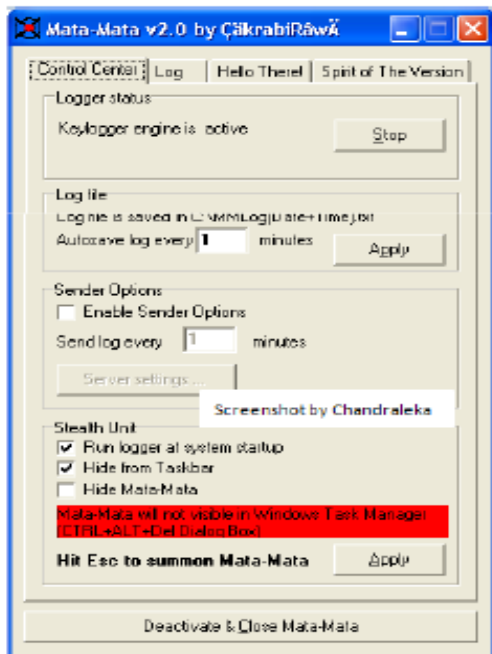 Mata-Mata v2.0 by ÇäkrabiRâwÄ
Control Center Log Hello There! Spirit of The Version
Logger status
Keylogger engine is active
Stop
Log file
Log file is saved in C:\MMLog[Date+Time].txt
Autosave log every 1 minutes
Apply
Sender Options
Enable Sender Options
Send log every 1 minutes
Server settings ...
Screenshot by Chandraleka
Stealth Unit
Run logger at system startup
Hide from Taskbar
Hide Mata-Mata
Mata-Mata will not visible in Windows Task Manager
(CTRL+ALT+Del Dialog Box)
Hit Esc to summon Mata-Mata
Apply
Deactivate & Close Mata-Mata